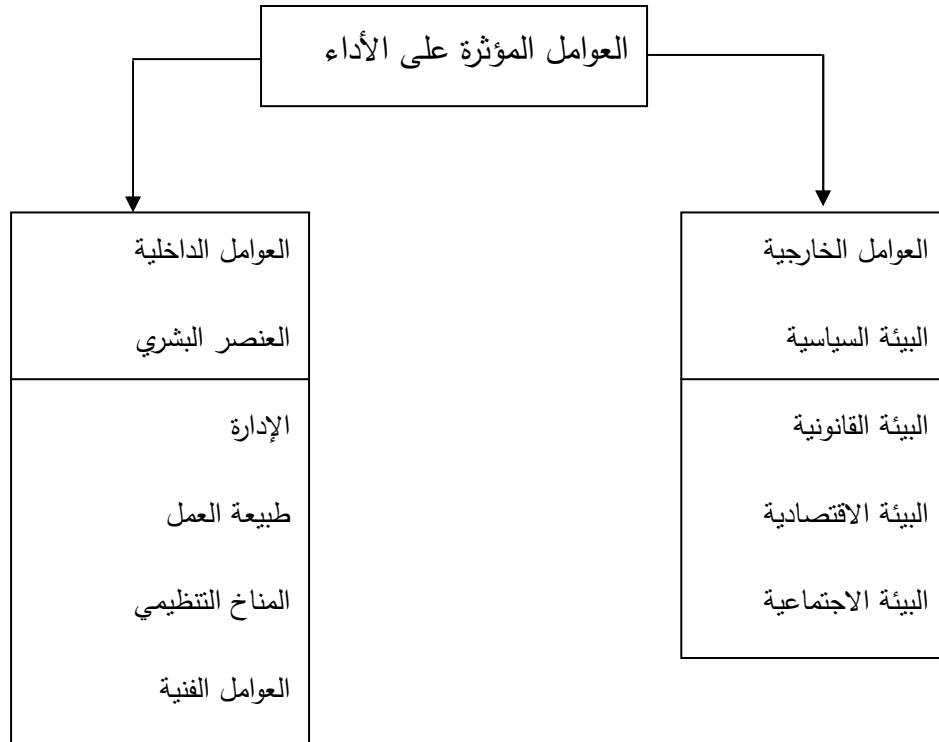 العوامل المؤثرة على الأداء
العوامل الخارجية
البيئة السياسية
البيئة القانونية
البيئة الاقتصادية
البيئة الاجتماعية
العوامل الداخلية
العنصر البشري
الإدارة
طبيعة العمل
المناخ التنظيمي
العوامل الفنية